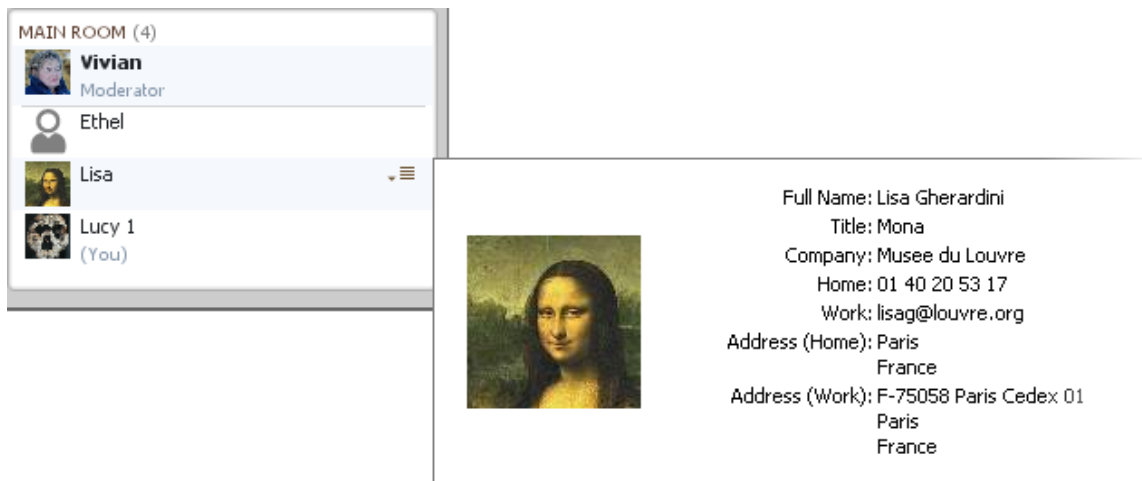 MAIN ROOM (4)
Vivian
Moderator
Ethel
Lisa
Lucy 1
(You)
Full Name: Lisa Gherardini
Title: Mona
Company: Musee du Louvre
Home: 01 40 20 53 17
Work: lisag@louvre.org
Address (Home): Paris
France
Address (Work): F-75058 Paris Cedex 01
Paris
France